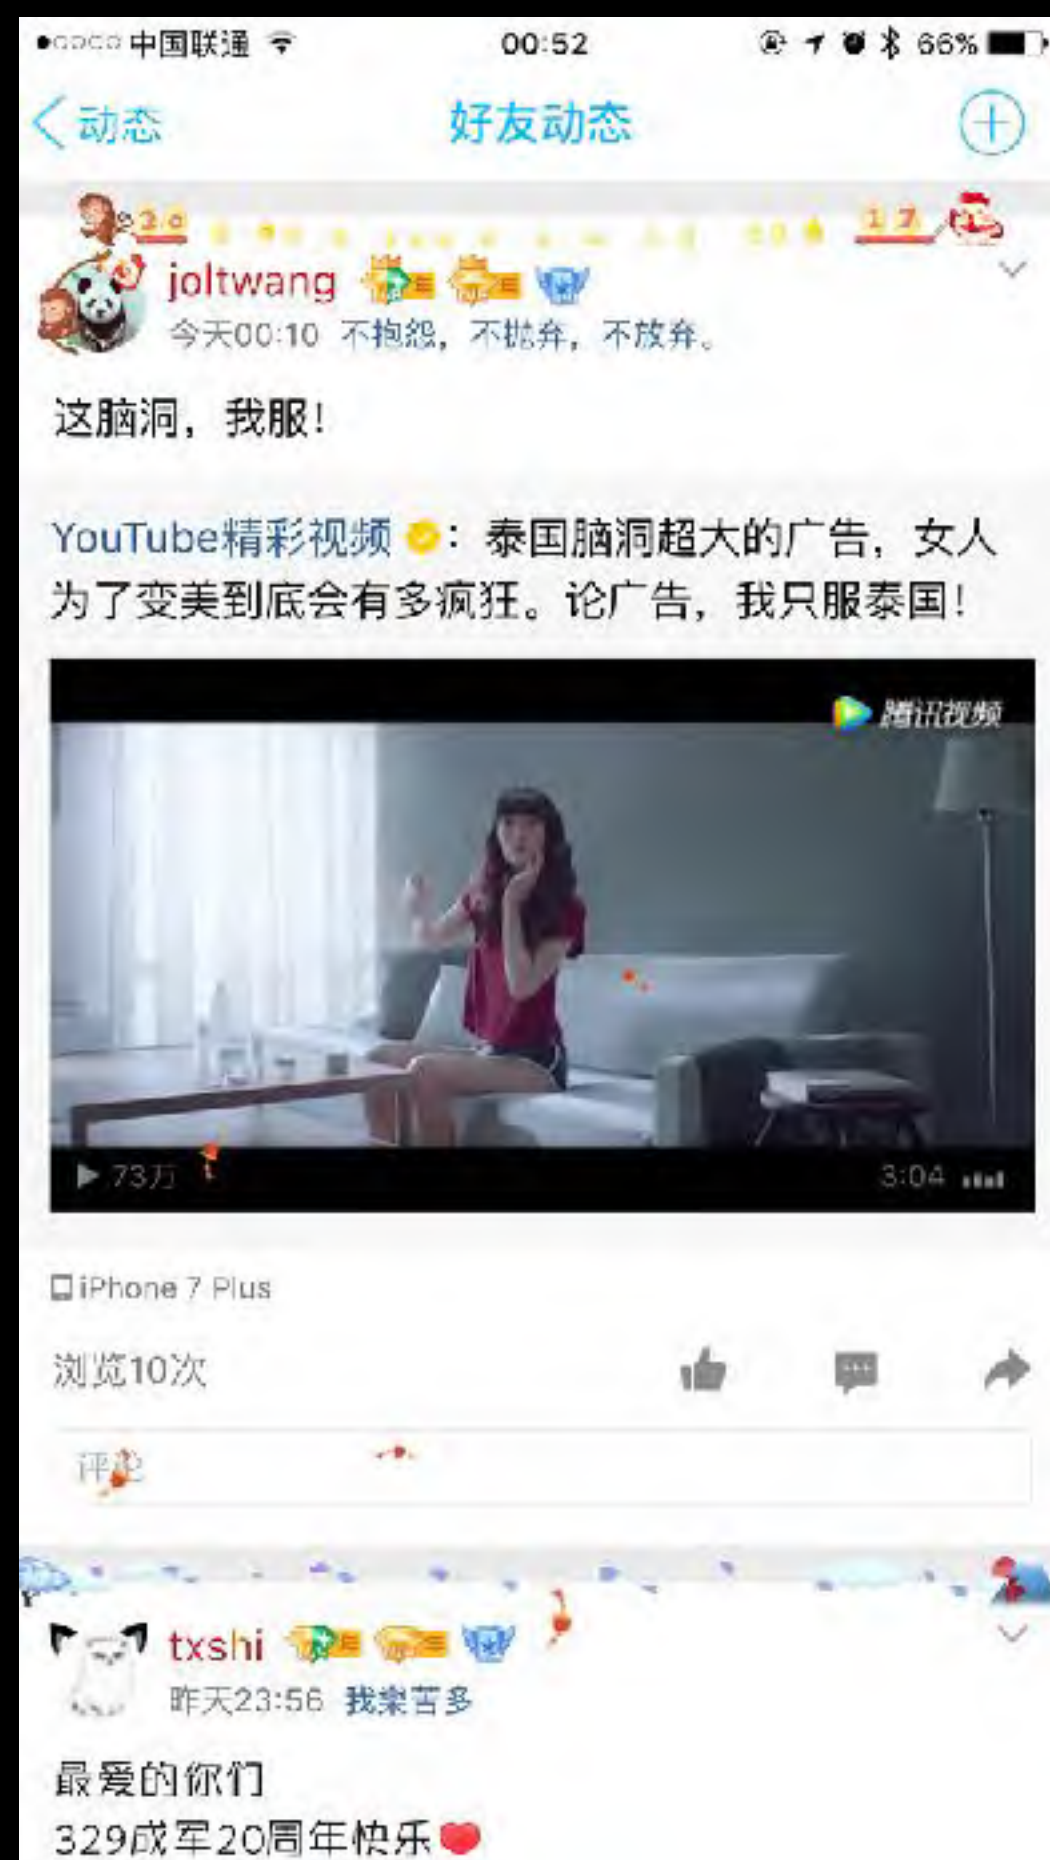 中国联通
00:52
66%
动态
好友动态
20
17
joltwang
今天00:10 不抱怨，不抛弃，不放弃。
这脑洞，我服！
YouTube精彩视频：泰国脑洞超大的广告，女人
为了变美到底会有多疯狂。论广告，我只服泰国！
腾讯视频
73万
3:04
iPhone 7 Plus
浏览10次
评论
txshi
昨天23:56 我樂苦多
最爱的你们
329成军20周年快乐